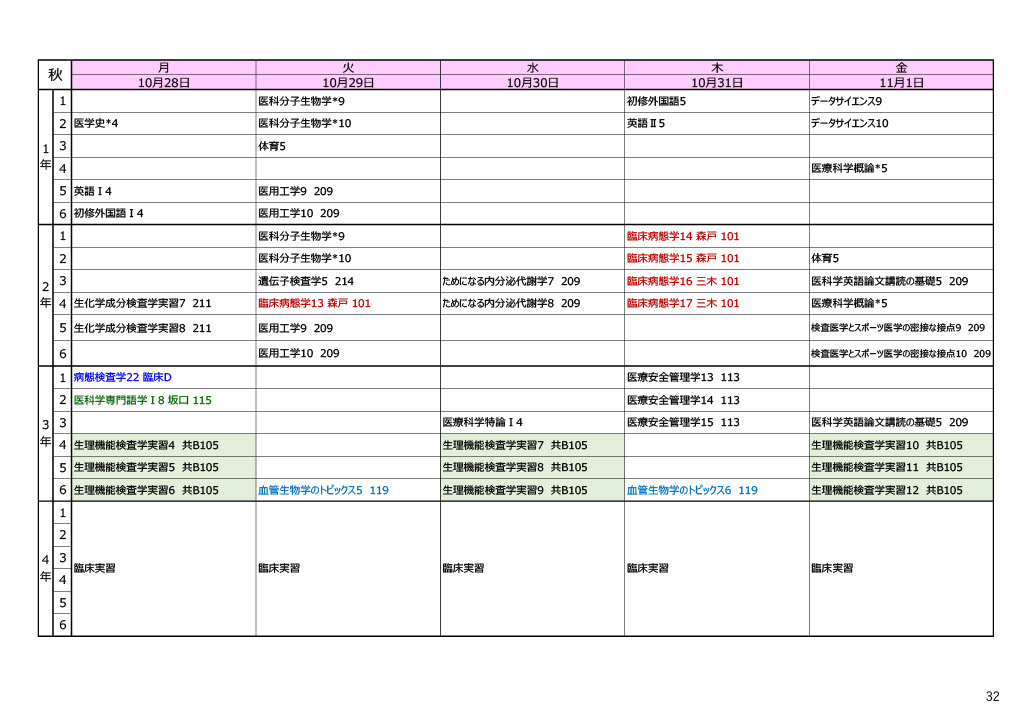 秋 月 火 水 木 金
10月28日 10月29日 10月30日 10月31日 11月1日
1年
1 医科分子生物学*9 初修外国語5 データサイエンス9
2 医学史*4 医科分子生物学*10 英語Ⅱ5 データサイエンス10
3 体育5
4 医療科学概論*5
5 英語Ⅰ4 医用工学9 209
6 初修外国語Ⅰ4 医用工学10 209
2年
1 医科分子生物学*9 臨床病態学14 森戸 101
2 医科分子生物学*10 臨床病態学15 森戸 101 体育5
3 遺伝子検査学5 214 ためになる内分泌代謝学7 209 臨床病態学16 三木 101 医科学英語論文講読の基礎5 209
4 生化学成分検査学実習7 211 臨床病態学13 森戸 101 ためになる内分泌代謝学8 209 臨床病態学17 三木 101 医療科学概論*5
5 生化学成分検査学実習8 211 医用工学9 209 検査医学とスポーツ医学の密接な接点9 209
6 医用工学10 209 検査医学とスポーツ医学の密接な接点10 209
3年
1 病態検査学22 臨床D 医療安全管理学13 113
2 医科学専門語学Ⅰ8 坂口 115 医療安全管理学14 113
3 医療科学特論Ⅰ4 医療安全管理学15 113 医科学英語論文講読の基礎5 209
4 生理機能検査学実習4 共B105 生理機能検査学実習7 共B105 生理機能検査学実習10 共B105
5 生理機能検査学実習5 共B105 生理機能検査学実習8 共B105 生理機能検査学実習11 共B105
6 生理機能検査学実習6 共B105 血管生物学のトピックス5 119 生理機能検査学実習9 共B105 血管生物学のトピックス6 119 生理機能検査学実習12 共B105
4年
1
2
3
臨床実習 臨床実習 臨床実習 臨床実習 臨床実習
4
5
6
32